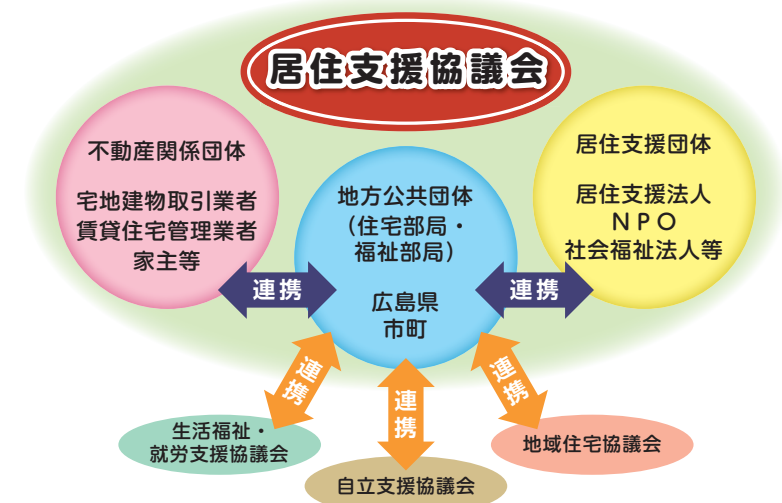 居住支援協議会
不動産関係団体
宅地建物取引業者
賃貸住宅管理業者
家主等
地方公共団体
（住宅部局・
福祉部局）
広島県
市町
居住支援団体
居住支援法人
ＮＰＯ
社会福祉法人等
連携
連携
連携
連携
連携
生活福祉・
就労支援協議会
自立支援協議会
地域住宅協議会